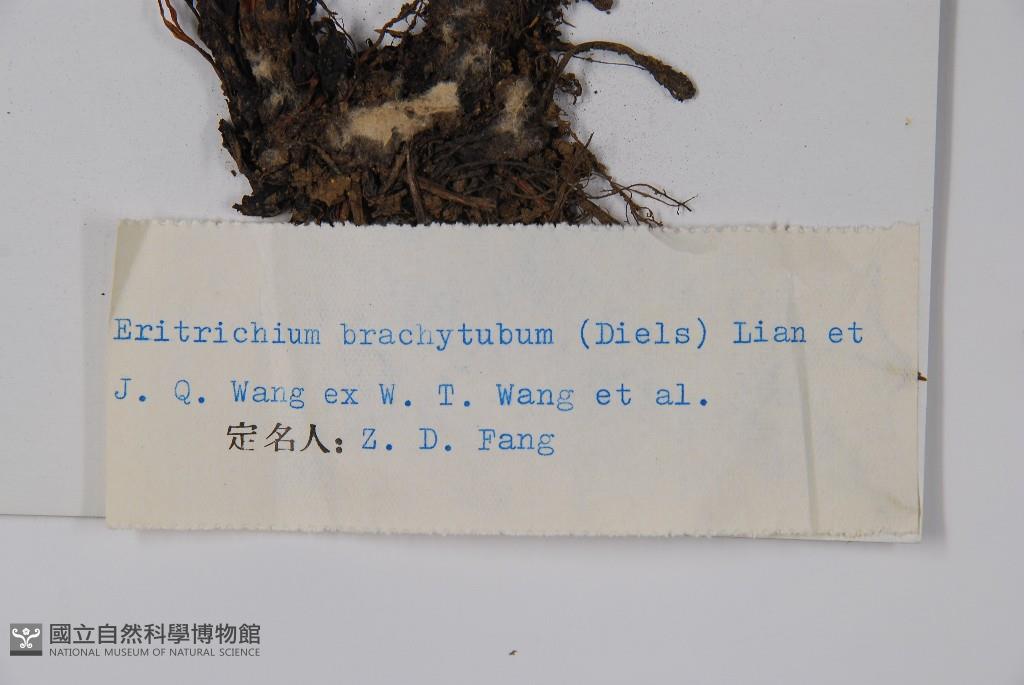 Eritrichium brachytubum (Diels) Lian et
J. Q. Wang ex W. T. Wang et al.
定名人: Z. D. Fang
國立自然科學博物館
NATIONAL MUSEUM OF NATURAL SCIENCE